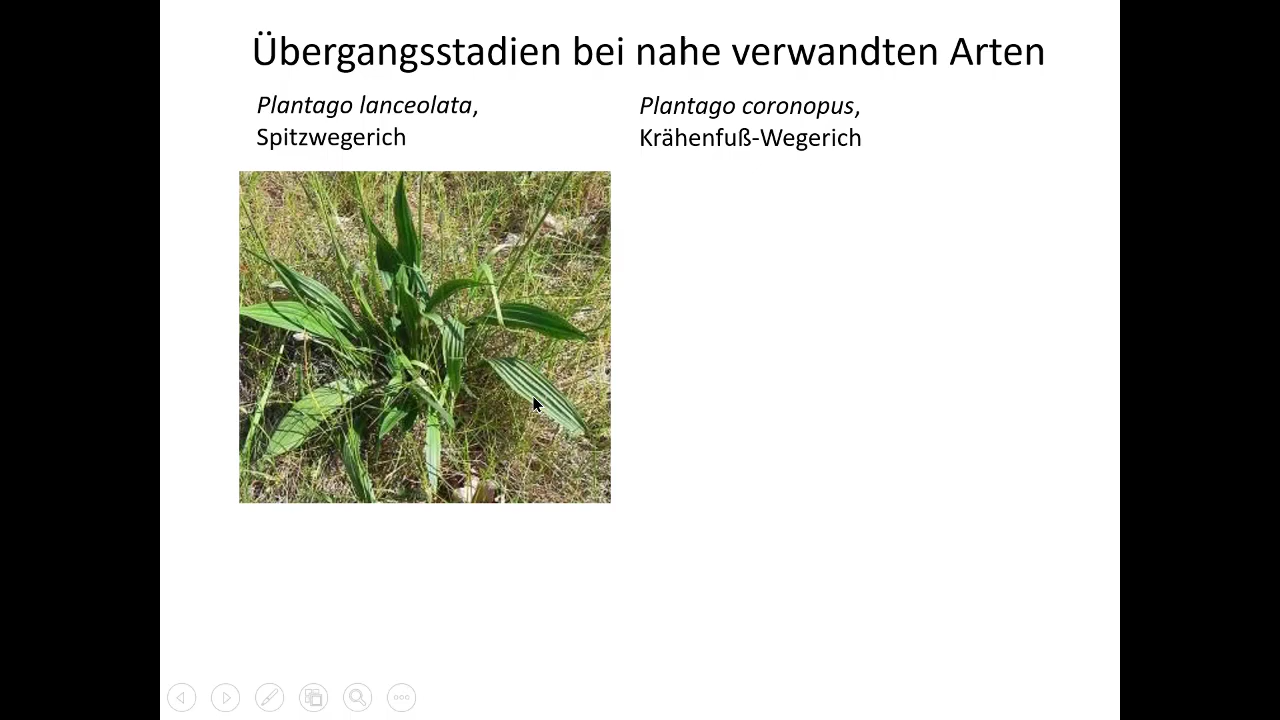 Übergangsstadien bei nahe verwandten Arten
Plantago lanceolata,
Spitzwegerich
Plantago coronopus,
Krähenfuß-Wegerich